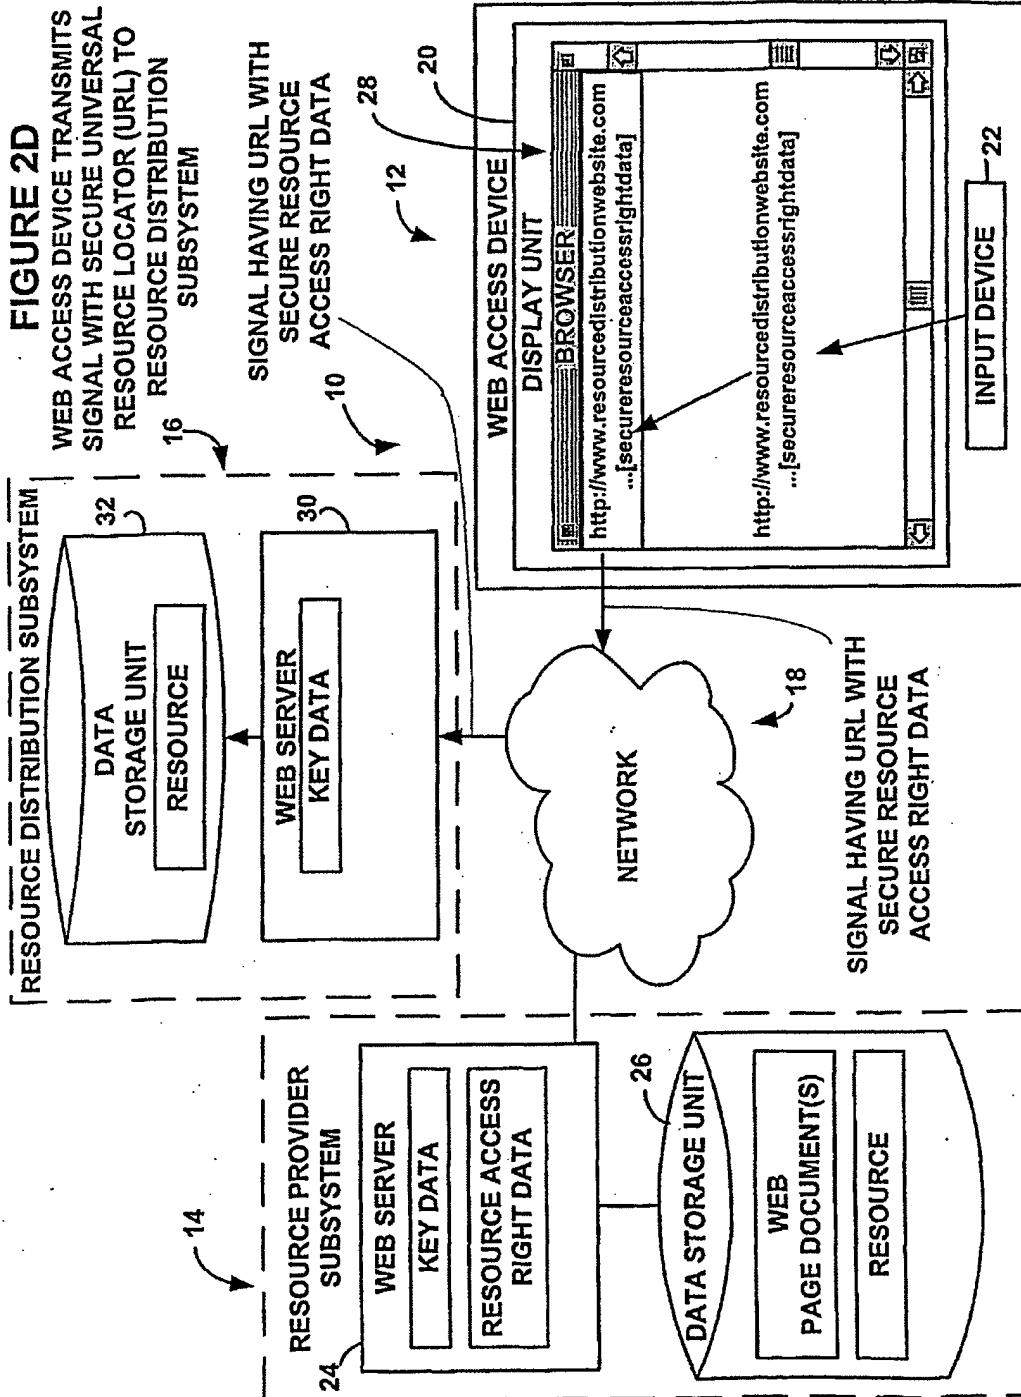 FIGURE 2D
WEB ACCESS DEVICE TRANSMITS
SIGNAL WITH SECURE UNIVERSAL
RESOURCE LOCATOR (URL) TO
RESOURCE DISTRIBUTION
SUBSYSTEM
14
RESOURCE PROVIDER
SUBSYSTEM
24
WEB SERVER
KEY DATA
RESOURCE ACCESS
RIGHT DATA
26
DATA STORAGE UNIT
WEB
PAGE DOCUMENT(S)
RESOURCE
RESOURCE DISTRIBUTION SUBSYSTEM
16
32
DATA
STORAGE UNIT
RESOURCE
30
WEB SERVER
KEY DATA
10
SIGNAL HAVING URL WITH
SECURE RESOURCE
ACCESS RIGHT DATA
NETWORK
18
SIGNAL HAVING URL WITH
SECURE RESOURCE
ACCESS RIGHT DATA
12
28
20
WEB ACCESS DEVICE
DISPLAY UNIT
BROWSER
http://www.resourcedistributionwebsite.com
...[secureresourceaccessrightdata]
http://www.resourcedistributionwebsite.com
...[secureresourceaccessrightdata]
INPUT DEVICE
22